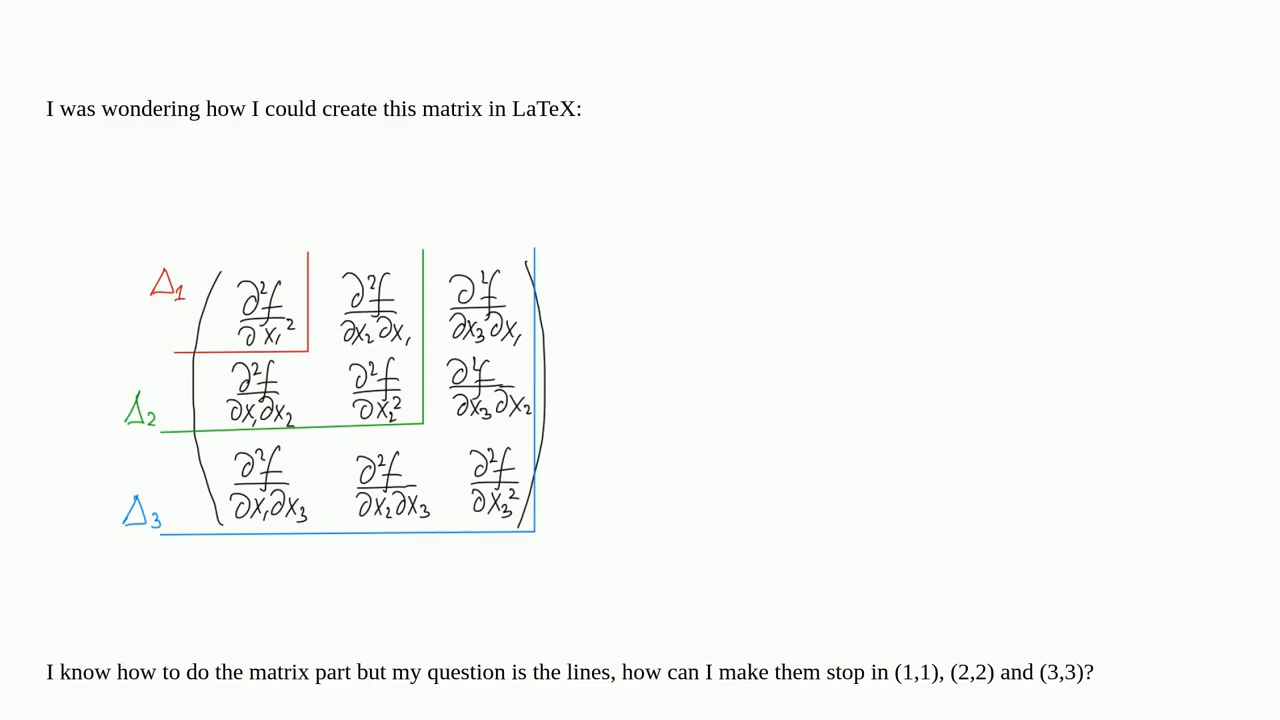 I was wondering how I could create this matrix in LaTeX:
Δ₁ ∂²f/∂x₁² ∂²f/∂x₂∂x₁ ∂²f/∂x₃∂x₁
Δ₂ ∂²f/∂x₁∂x₂ ∂²f/∂x₂² ∂²f/∂x₃∂x₂
Δ₃ ∂²f/∂x₁∂x₃ ∂²f/∂x₂∂x₃ ∂²f/∂x₃²
I know how to do the matrix part but my question is the lines, how can I make them stop in (1,1), (2,2) and (3,3)?